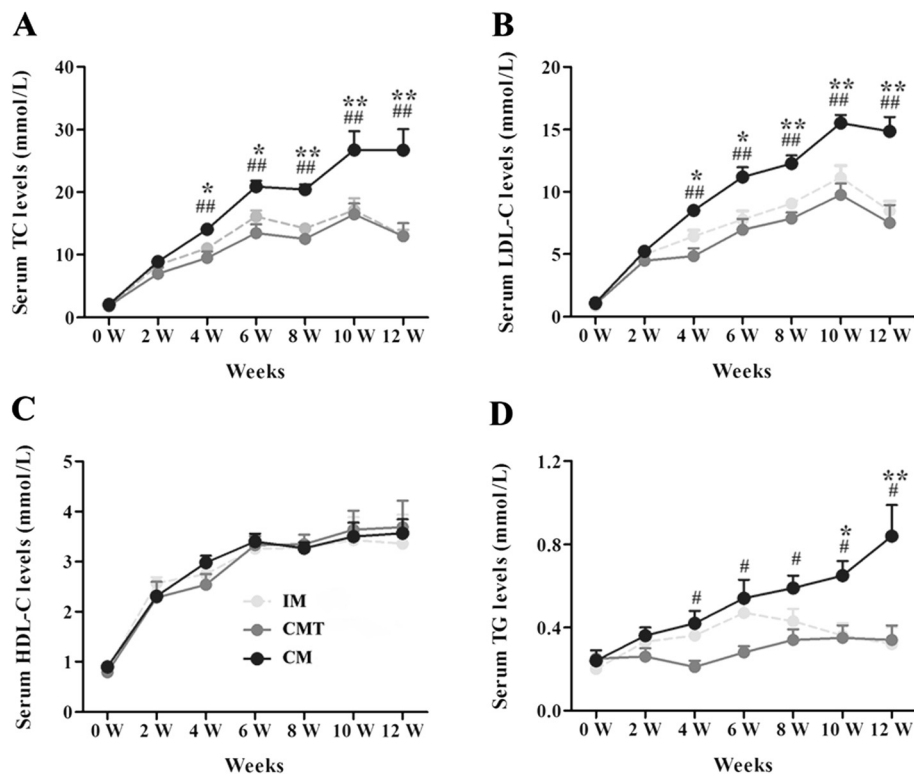 A
Serum TC levels (mmol/L)
40
30
20
10
0
* ## * ## ** ## ** ## ** ##
0 W 2 W 4 W 6 W 8 W 10 W 12 W
Weeks
B
Serum LDL-C levels (mmol/L)
20
15
10
5
0
* ## * ## ** ## ** ## ** ##
0 W 2 W 4 W 6 W 8 W 10 W 12 W
Weeks
C
Serum HDL-C levels (mmol/L)
5
4
3
2
1
0
IM
CMT
CM
0 W 2 W 4 W 6 W 8 W 10 W 12 W
Weeks
D
Serum TG levels (mmol/L)
1.2
0.8
0.4
0.0
# # # * # ** #
0 W 2 W 4 W 6 W 8 W 10 W 12 W
Weeks